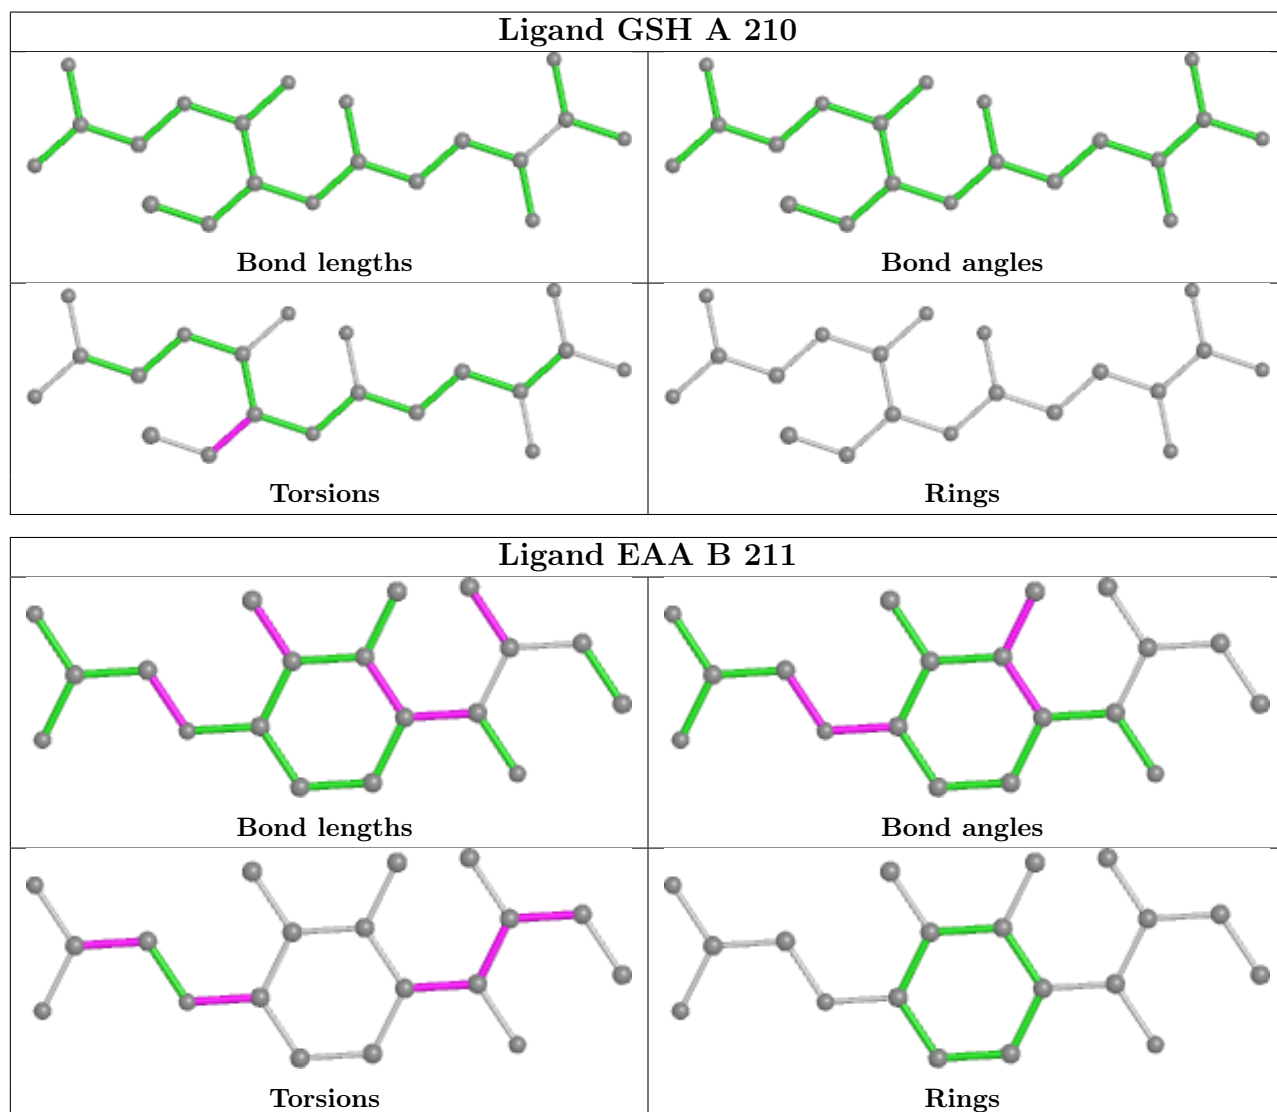 Ligand GSH A 210
Bond lengths
Bond angles
Torsions
Rings
Ligand EAA B 211
Bond lengths
Bond angles
Torsions
Rings